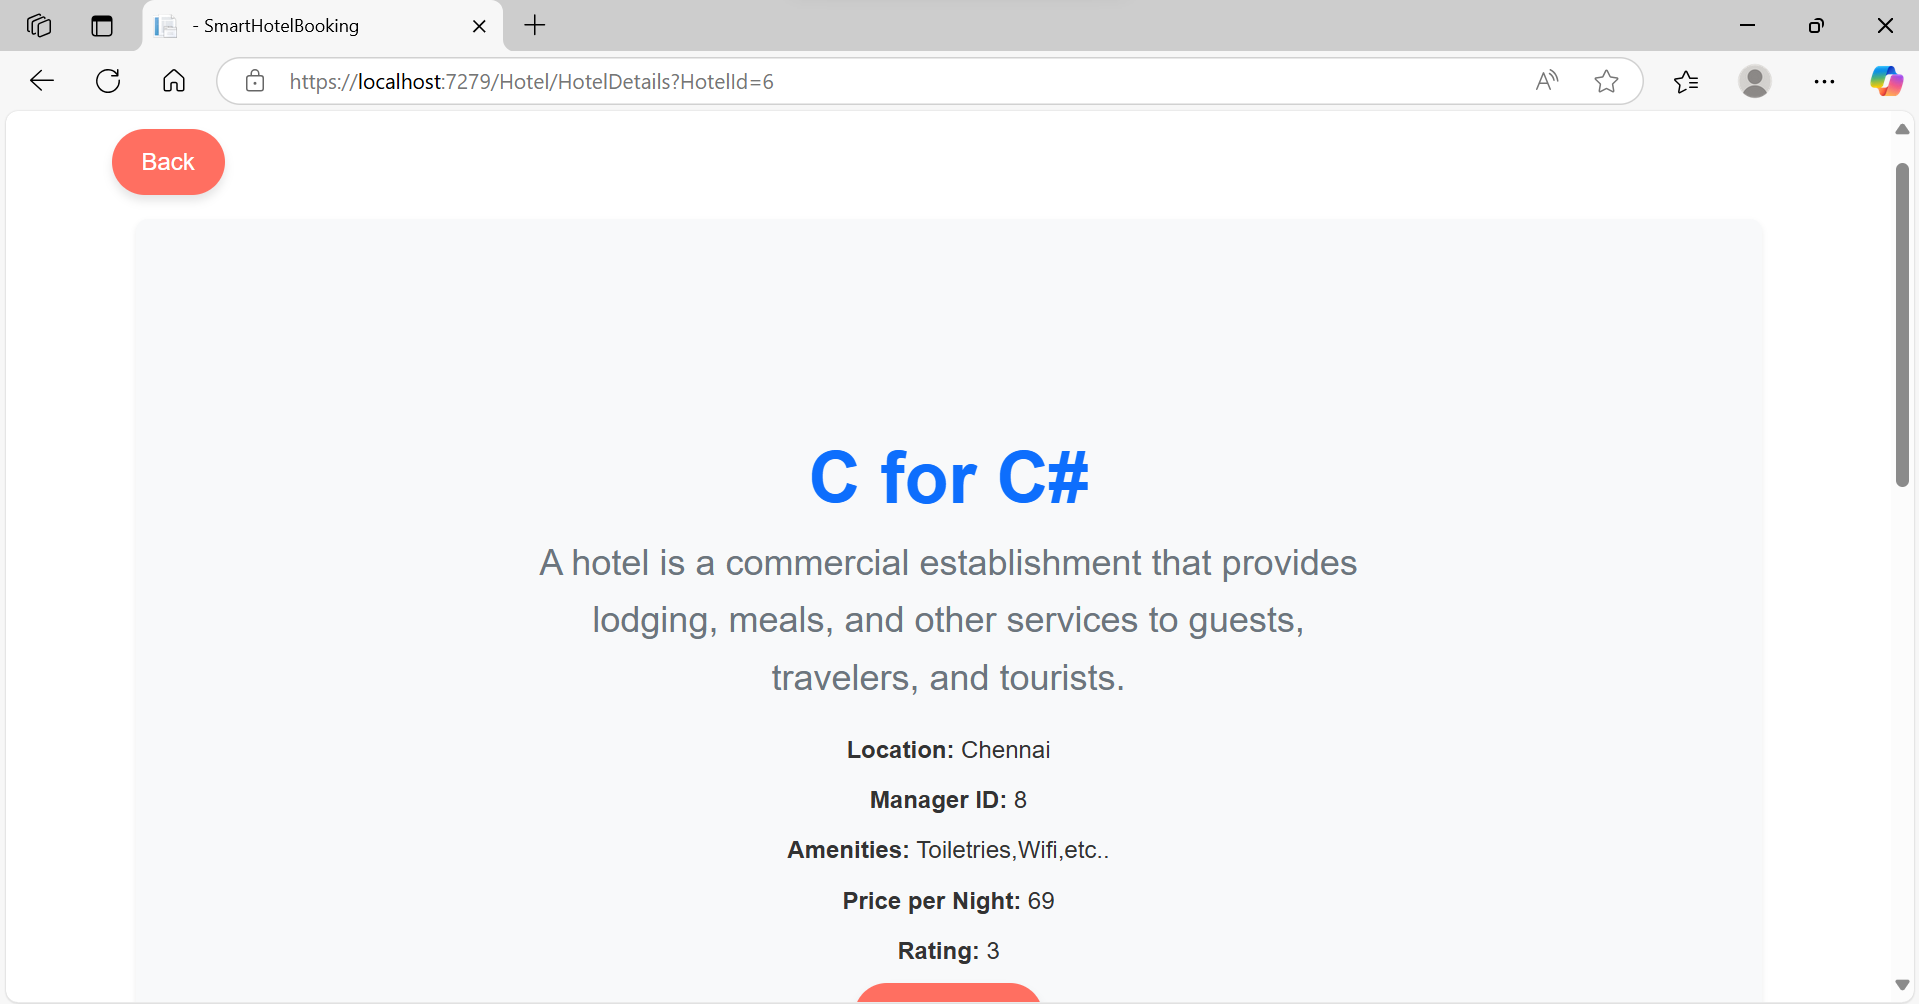 - SmartHotelBooking
https://localhost:7279/Hotel/HotelDetails?HotelId=6
Back
C for C#
A hotel is a commercial establishment that provides
lodging, meals, and other services to guests,
travelers, and tourists.
Location: Chennai
Manager ID: 8
Amenities: Toiletries,Wifi,etc..
Price per Night: 69
Rating: 3